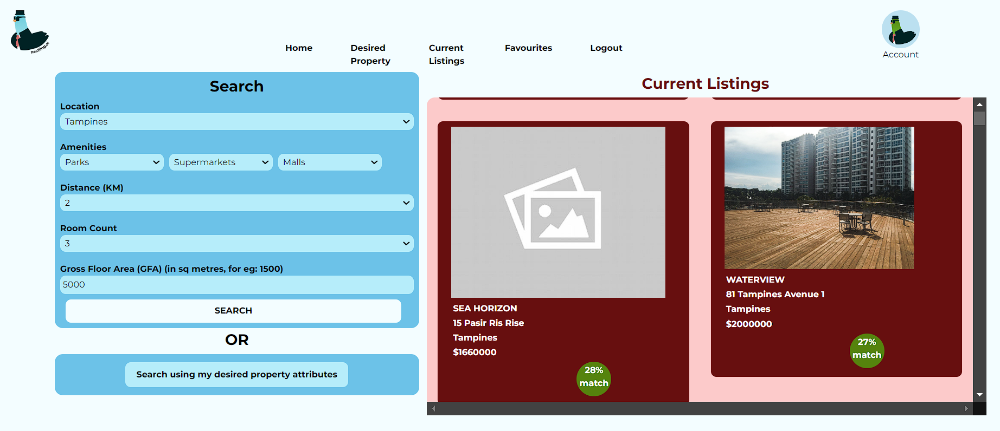 nestling.ai
Home
Desired
Property
Current
Listings
Favourites
Logout
Account
Search
Location
Tampines
Amenities
Parks
Supermarkets
Malls
Distance (KM)
2
Room Count
3
Gross Floor Area (GFA) (in sq metres, for eg: 1500)
5000
SEARCH
OR
Search using my desired property attributes
Current Listings
SEA HORIZON
15 Pasir Ris Rise
Tampines
$1660000
28%
match
WATERVIEW
81 Tampines Avenue 1
Tampines
$2000000
27%
match